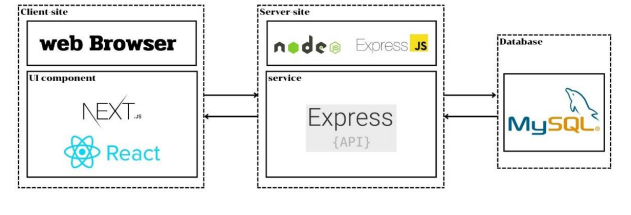 Client site
web Browser
UI component
NEXT.JS
React
Server site
node JS
Express JS
service
Express
{API}
Database
MySQL®